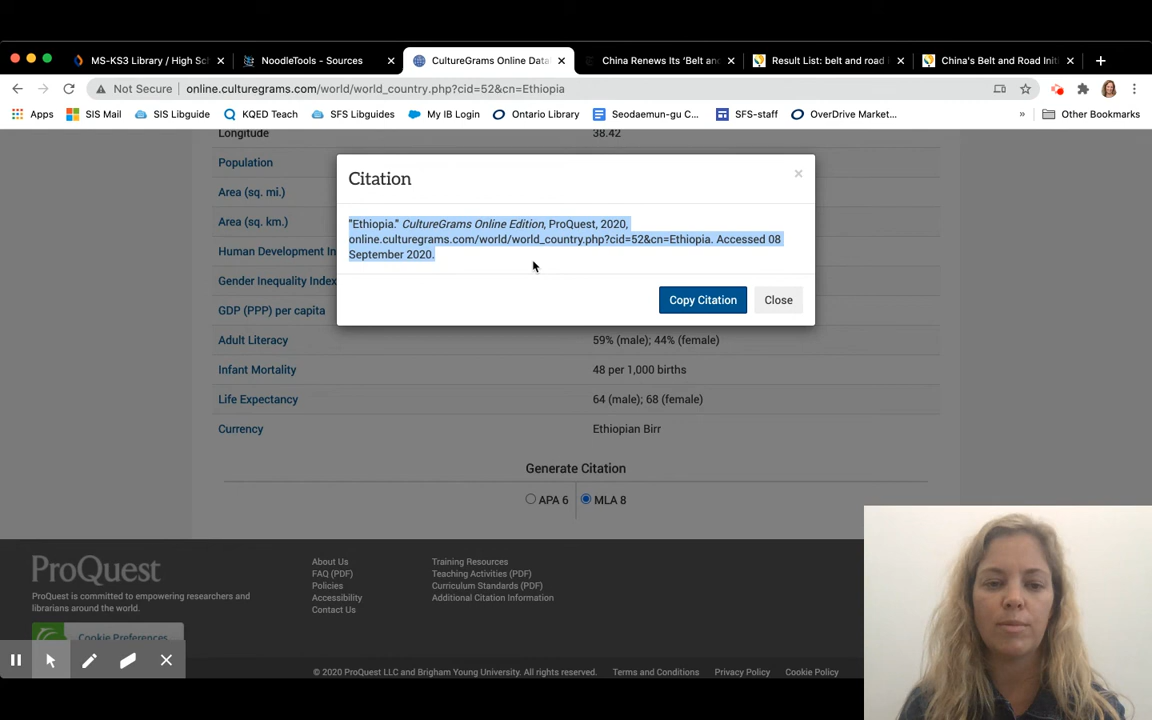 MS-KS3 Library / High Sc
NoodleTools - Sources
CultureGrams Online Data
China Renews Its 'Belt and
Result List: belt and road
China's Belt and Road Init
Not Secure online.culturegrams.com/world/world_country.php?cid=52&cn=Ethiopia
Apps SIS Mail SIS Libguide KQED Teach SFS Libguides My IB Login Ontario Library Seodaemun-gu C... SFS-staff OverDrive Market... » Other Bookmarks
Longitude 38.42
Population
Area (sq. mi.)
Area (sq. km.)
Human Development In
Gender Inequality Index
GDP (PPP) per capita
Citation
×
"Ethiopia." CultureGrams Online Edition, ProQuest, 2020,
online.culturegrams.com/world/world_country.php?cid=52&cn=Ethiopia. Accessed 08
September 2020.
Copy Citation Close
Adult Literacy 59% (male); 44% (female)
Infant Mortality 48 per 1,000 births
Life Expectancy 64 (male); 68 (female)
Currency Ethiopian Birr
Generate Citation
APA 6 MLA 8
ProQuest
ProQuest is committed to empowering researchers and
librarians around the world.
Cookie Preferences
About Us
FAQ (PDF)
Policies
Accessibility
Contact Us
Training Resources
Teaching Activities (PDF)
Curriculum Standards (PDF)
Additional Citation Information
© 2020 ProQuest LLC and Brigham Young University. All rights reserved. Terms and Conditions Privacy Policy Cookie Policy